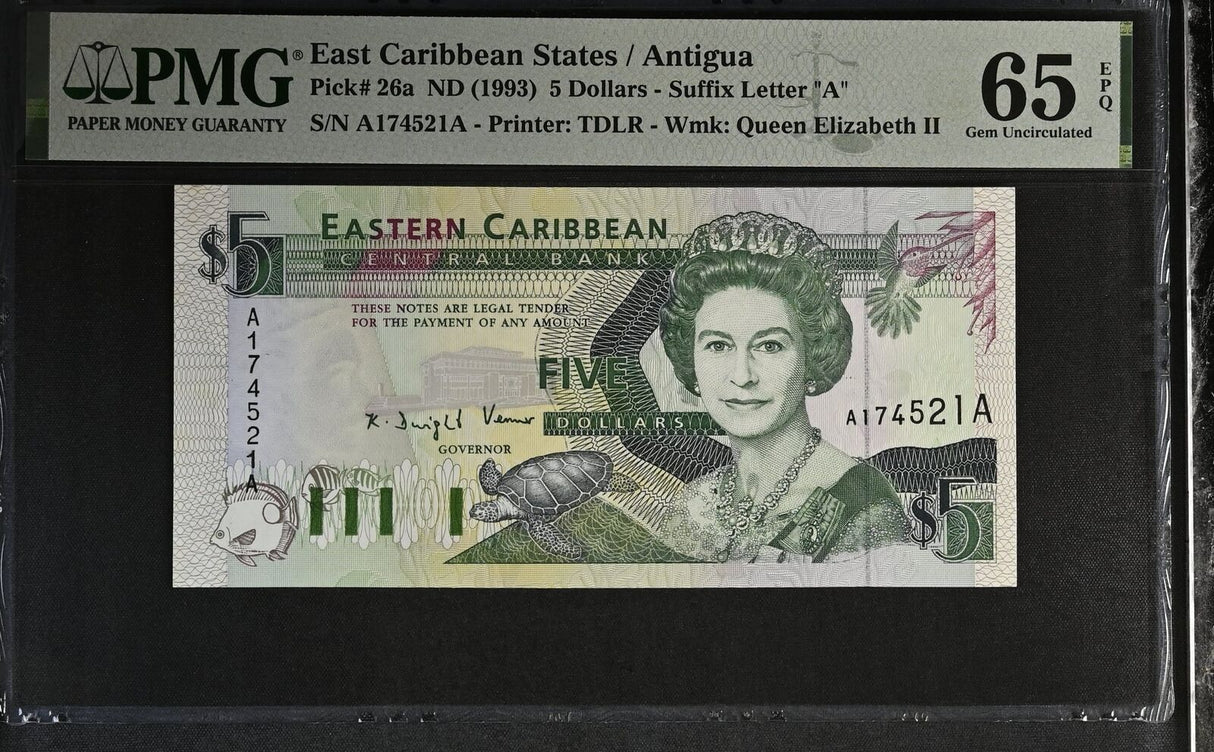 PMG®
PAPER MONEY GUARANTY
East Caribbean States / Antigua
Pick# 26a ND (1993) 5 Dollars - Suffix Letter "A"
S/N A174521A - Printer: TDLR - Wmk: Queen Elizabeth II
65
EPQ
Gem Uncirculated
$5
EASTERN CARIBBEAN
CENTRAL BANK
THESE NOTES ARE LEGAL TENDER
FOR THE PAYMENT OF ANY AMOUNT
A174521A
FIVE
DOLLARS
K. Dwight Venner
GOVERNOR
A174521A
$5